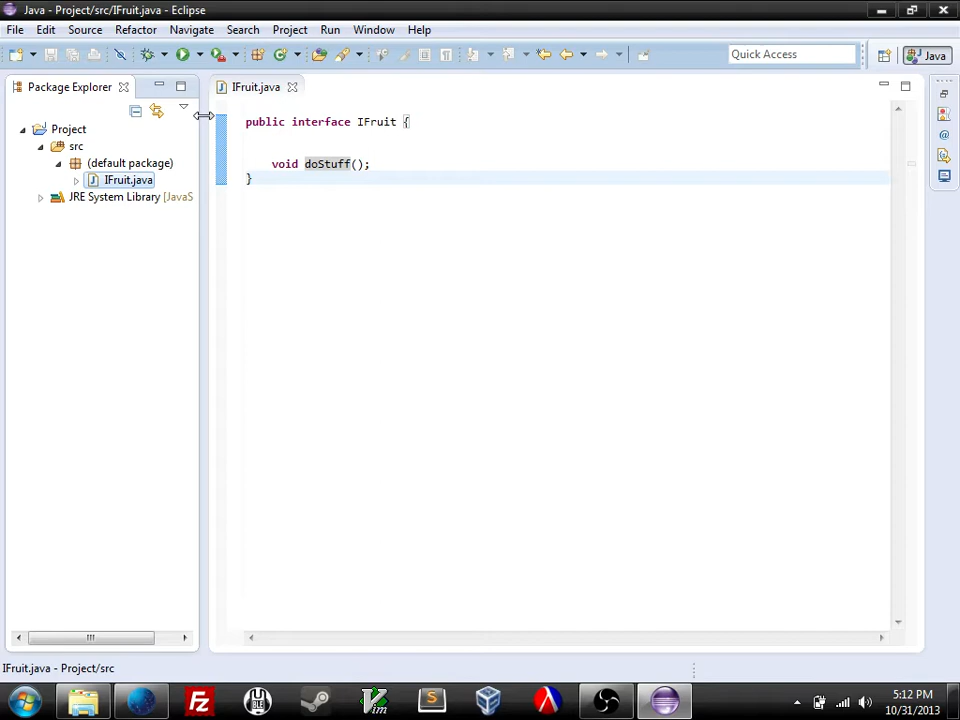 Java - Project/src/IFruit.java - Eclipse
File Edit Source Refactor Navigate Search Project Run Window Help
Quick Access
Java
Package Explorer
IFruit.java
Project
src
(default package)
IFruit.java
JRE System Library [JavaS
public interface IFruit {
void doStuff();
}
IFruit.java - Project/src
5:12 PM
10/31/2013